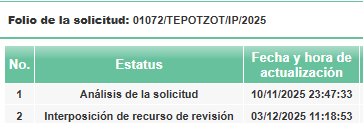 Folio de la solicitud: 01072/TEPOTZOT/IP/2025
No. Estatus Fecha y hora de
actualización
1 Análisis de la solicitud 10/11/2025 23:47:33
2 Interposición de recurso de revisión 03/12/2025 11:18:53